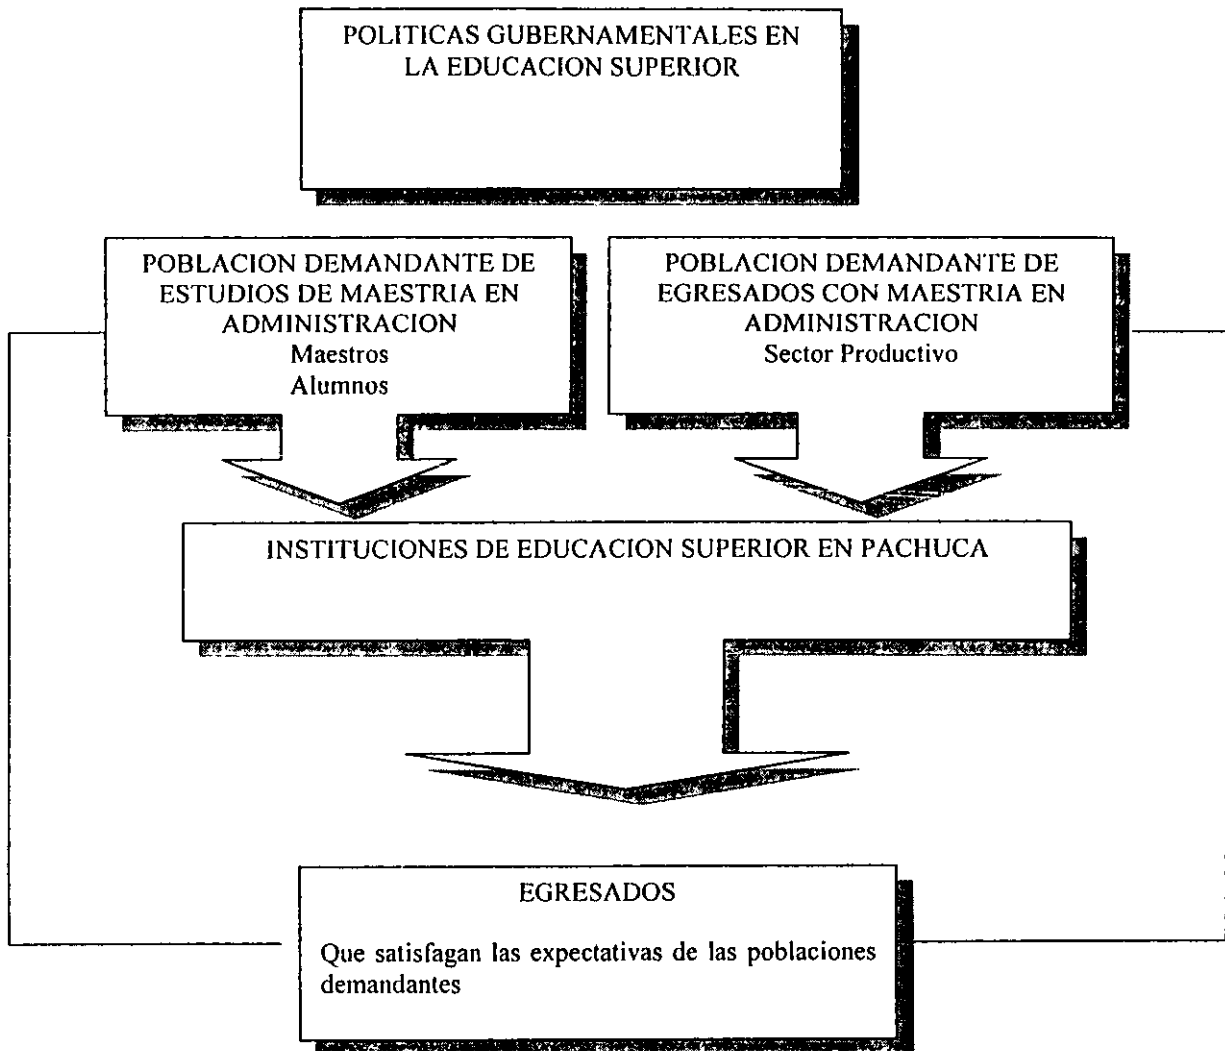 POLITICAS GUBERNAMENTALES EN
LA EDUCACION SUPERIOR
POBLACION DEMANDANTE DE
ESTUDIOS DE MAESTRIA EN
ADMINISTRACION
Maestros
Alumnos
POBLACION DEMANDANTE DE
EGRESADOS CON MAESTRIA EN
ADMINISTRACION
Sector Productivo
INSTITUCIONES DE EDUCACION SUPERIOR EN PACHUCA
EGRESADOS
Que satisfagan las expectativas de las poblaciones
demandantes